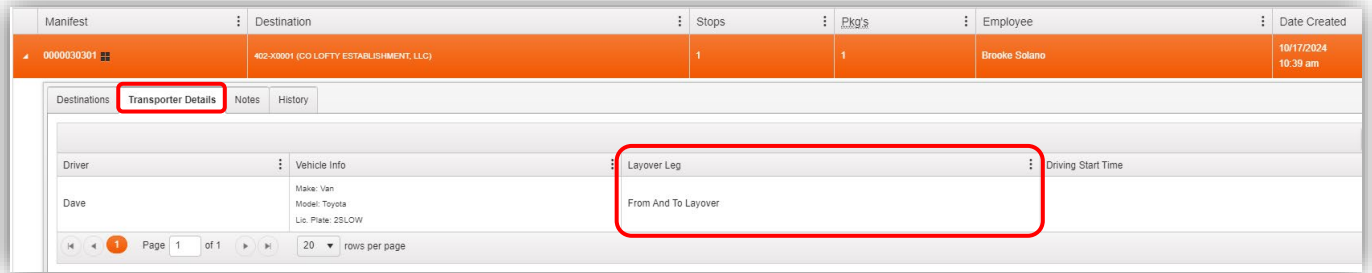 Manifest Destination Stops Pkg's Employee Date Created
0000030301 402-X0001 (CO LOFTY ESTABLISHMENT, LLC) 1 1 Brooke Solano 10/17/2024
10:39 am
Destinations Transporter Details Notes History
Driver Vehicle Info Layover Leg Driving Start Time
Make: Van
Dave Model: Toyota From And To Layover
Lic. Plate: 2SLOW
1 Page 1 of 1 20 rows per page